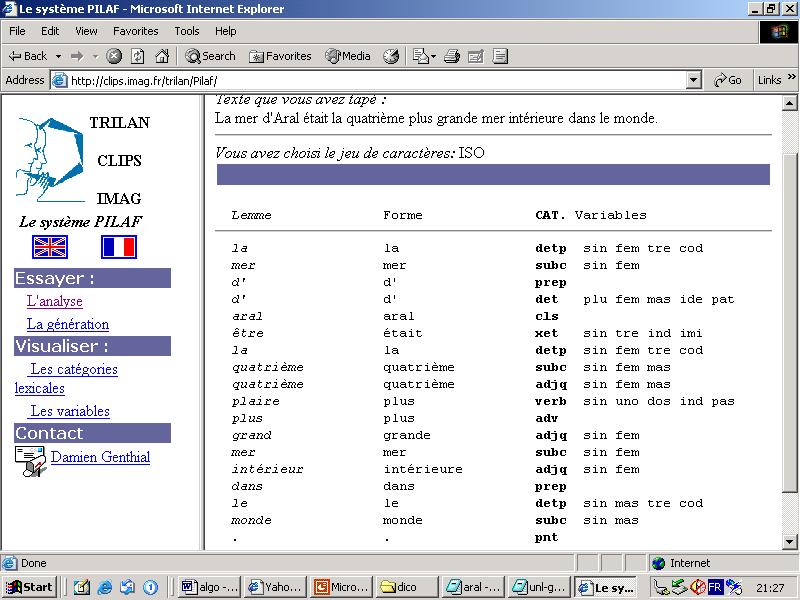 Le système PILAF - Microsoft Internet Explorer
File Edit View Favorites Tools Help
Back Search Favorites Media
Address http://clips.imag.fr/trilan/Pilaf/ Go Links »
TRILAN
CLIPS
IMAG
Le système PILAF
Essayer :
L'analyse
La génération
Visualiser :
Les catégories
lexicales
Les variables
Contact
Damien Genthial
Texte que vous avez tapé :
La mer d'Aral était la quatrième plus grande mer intérieure dans le monde.
Vous avez choisi le jeu de caractères: ISO
Lemme Forme CAT. Variables
la la detp sin fem tre cod
mer mer subc sin fem
d' d' prep
d' d' det plu fem mas ide pat
aral aral cls
être était xet sin tre ind imi
la la detp sin fem tre cod
quatrième quatrième subc sin fem mas
quatrième quatrième adjq sin fem mas
plaire plus verb sin uno dos ind pas
plus plus adv
grand grande adjq sin fem
mer mer subc sin fem
intérieur intérieure adjq sin fem
dans dans prep
le le detp sin mas tre cod
monde monde subc sin mas
. . pnt
Done Internet
Start algo -... Yahoo... Micro... dico aral -... unl-g... Le sy... FR 21:27